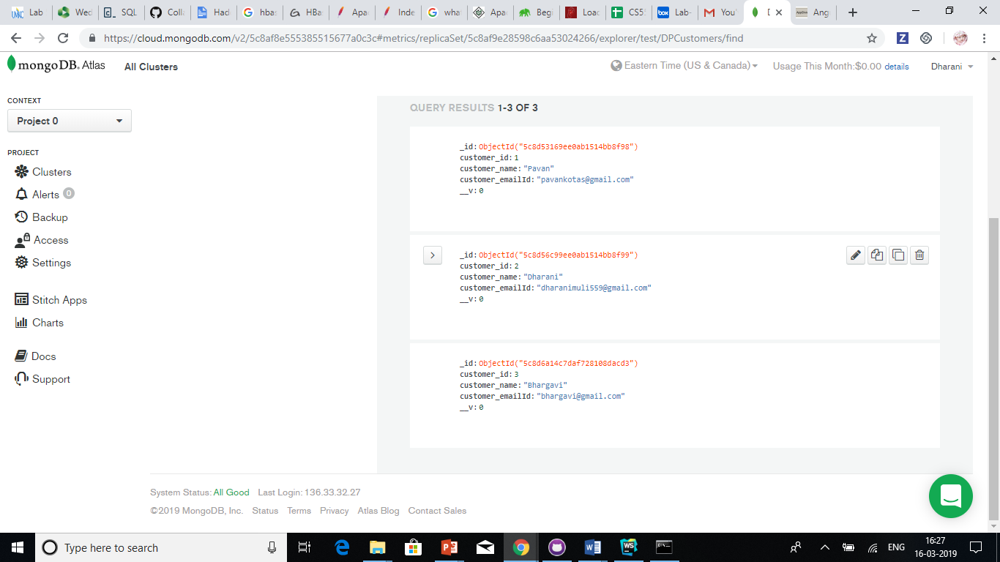 Lab
Wed
SQL
Coll
Had
hba
HBa
Apa
Inde
wha
Apa
Beg
Load
CS5
box Lab-
You
Ang
https://cloud.mongodb.com/v2/5c8af8e555385515677a0c3c#metrics/replicaSet/5c8af9e28598c6aa53024266/explorer/test/DPCustomers/find
mongoDB. Atlas All Clusters Eastern Time (US & Canada) Usage This Month:$0.00 details Dharani
CONTEXT
Project 0
PROJECT
Clusters
Alerts 0
Backup
Access
Settings
Stitch Apps
Charts
Docs
Support
QUERY RESULTS 1-3 OF 3
_id: ObjectId("5c8d53169ee0ab1514bb8f98")
customer_id: 1
customer_name: "Pavan"
customer_emailId: "pavankotas@gmail.com"
__v: 0
_id: ObjectId("5c8d56c99ee0ab1514bb8f99")
customer_id: 2
customer_name: "Dharani"
customer_emailId: "dharanimuli559@gmail.com"
__v: 0
_id: ObjectId("5c8d6a14c7daf728108dacd3")
customer_id: 3
customer_name: "Bhargavi"
customer_emailId: "bhargavi@gmail.com"
__v: 0
System Status: All Good Last Login: 136.33.32.27
©2019 MongoDB, Inc. Status Terms Privacy Atlas Blog Contact Sales
Type here to search
ENG
16:27
16-03-2019